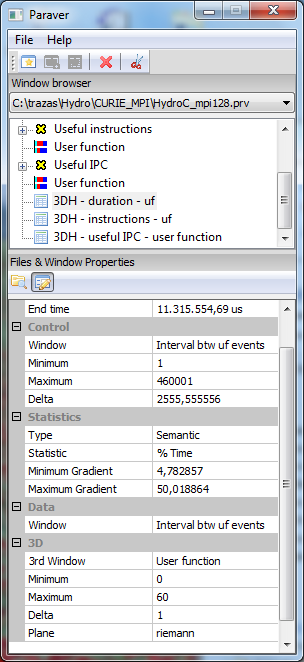 Paraver
File Help
Window browser
C:\trazas\Hydro\CURIE_MPI\HydroC_mpi128.prv
Useful instructions
User function
Useful IPC
User function
3DH - duration - uf
3DH - instructions - uf
3DH - useful IPC - user function
Files & Window Properties
End time 11.315.554,69 us
Control
Window Interval btw uf events
Minimum 1
Maximum 460001
Delta 2555,555556
Statistics
Type Semantic
Statistic % Time
Minimum Gradient 4,782857
Maximum Gradient 50,018864
Data
Window Interval btw uf events
3D
3rd Window User function
Minimum 0
Maximum 60
Delta 1
Plane riemann